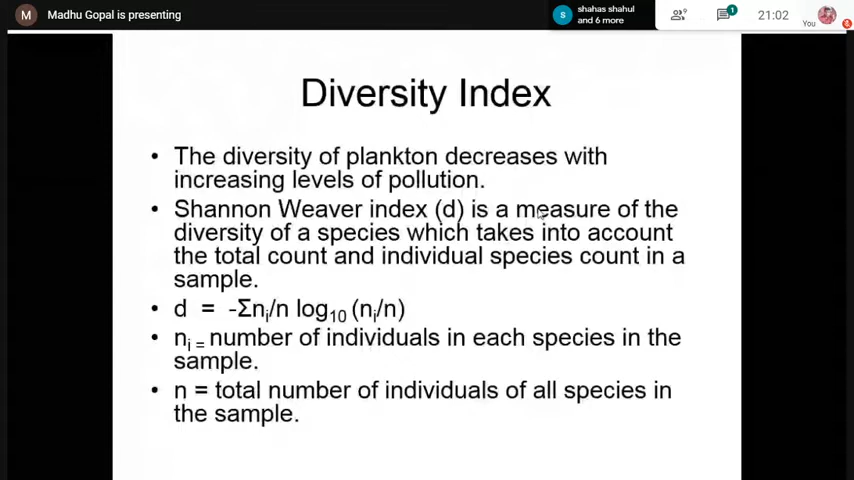 M Madhu Gopal is presenting
S shahas shahul
and 6 more
1
21:02
You
Diversity Index
• The diversity of plankton decreases with
increasing levels of pollution.
• Shannon Weaver index (d) is a measure of the
diversity of a species which takes into account
the total count and individual species count in a
sample.
• d = -Σnᵢ/n log₁₀ (nᵢ/n)
• nᵢ = number of individuals in each species in the
sample.
• n = total number of individuals of all species in
the sample.